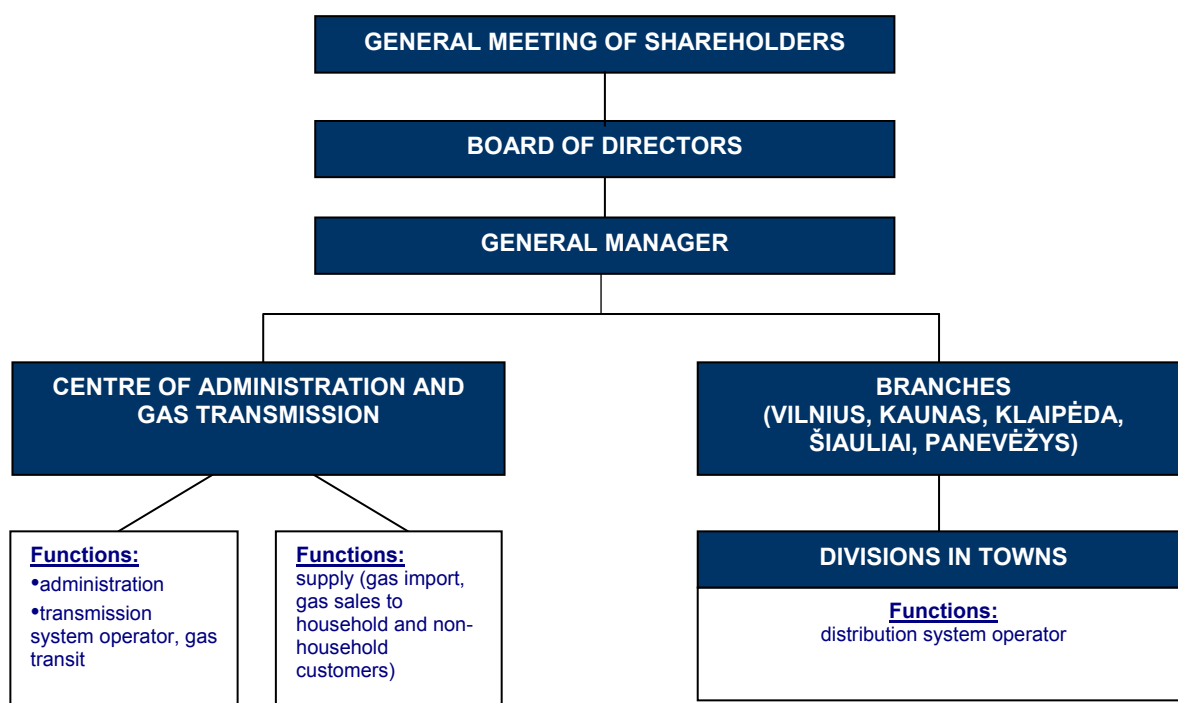 GENERAL MEETING OF SHAREHOLDERS
BOARD OF DIRECTORS
GENERAL MANAGER
CENTRE OF ADMINISTRATION AND
GAS TRANSMISSION
BRANCHES
(VILNIUS, KAUNAS, KLAIPĖDA,
ŠIAULIAI, PANEVĖŽYS)
Functions:
•administration
•transmission
system operator, gas
transit
Functions:
supply (gas import,
gas sales to
household and non-
household
customers)
DIVISIONS IN TOWNS
Functions:
distribution system operator